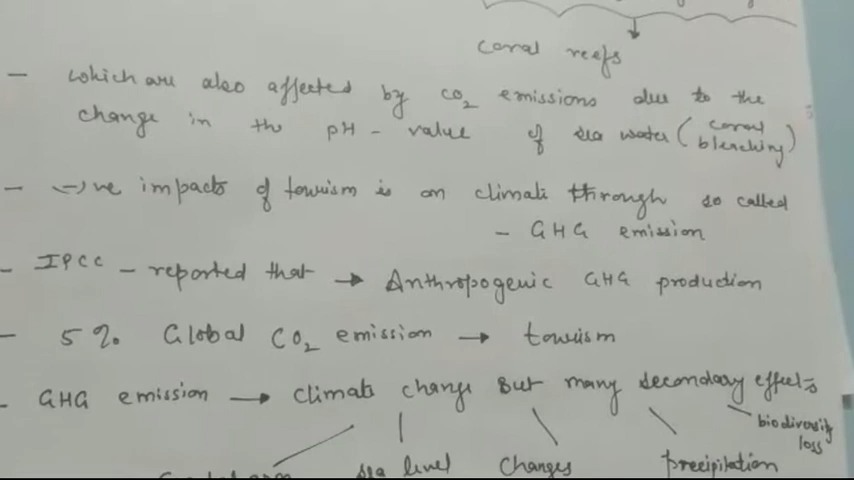 coral reefs
- which are also affected by CO2 emissions due to the
change in the pH - value of sea water (coral
bleaching)
- (-)ve impacts of tourism is on climate through so called
- GHG emission
- IPCC - reported that → Anthropogenic GHG production
- 5% Global CO2 emission → tourism
- GHG emission → climate change But many secondary effects
biodiversity
loss
sea level changes precipitation